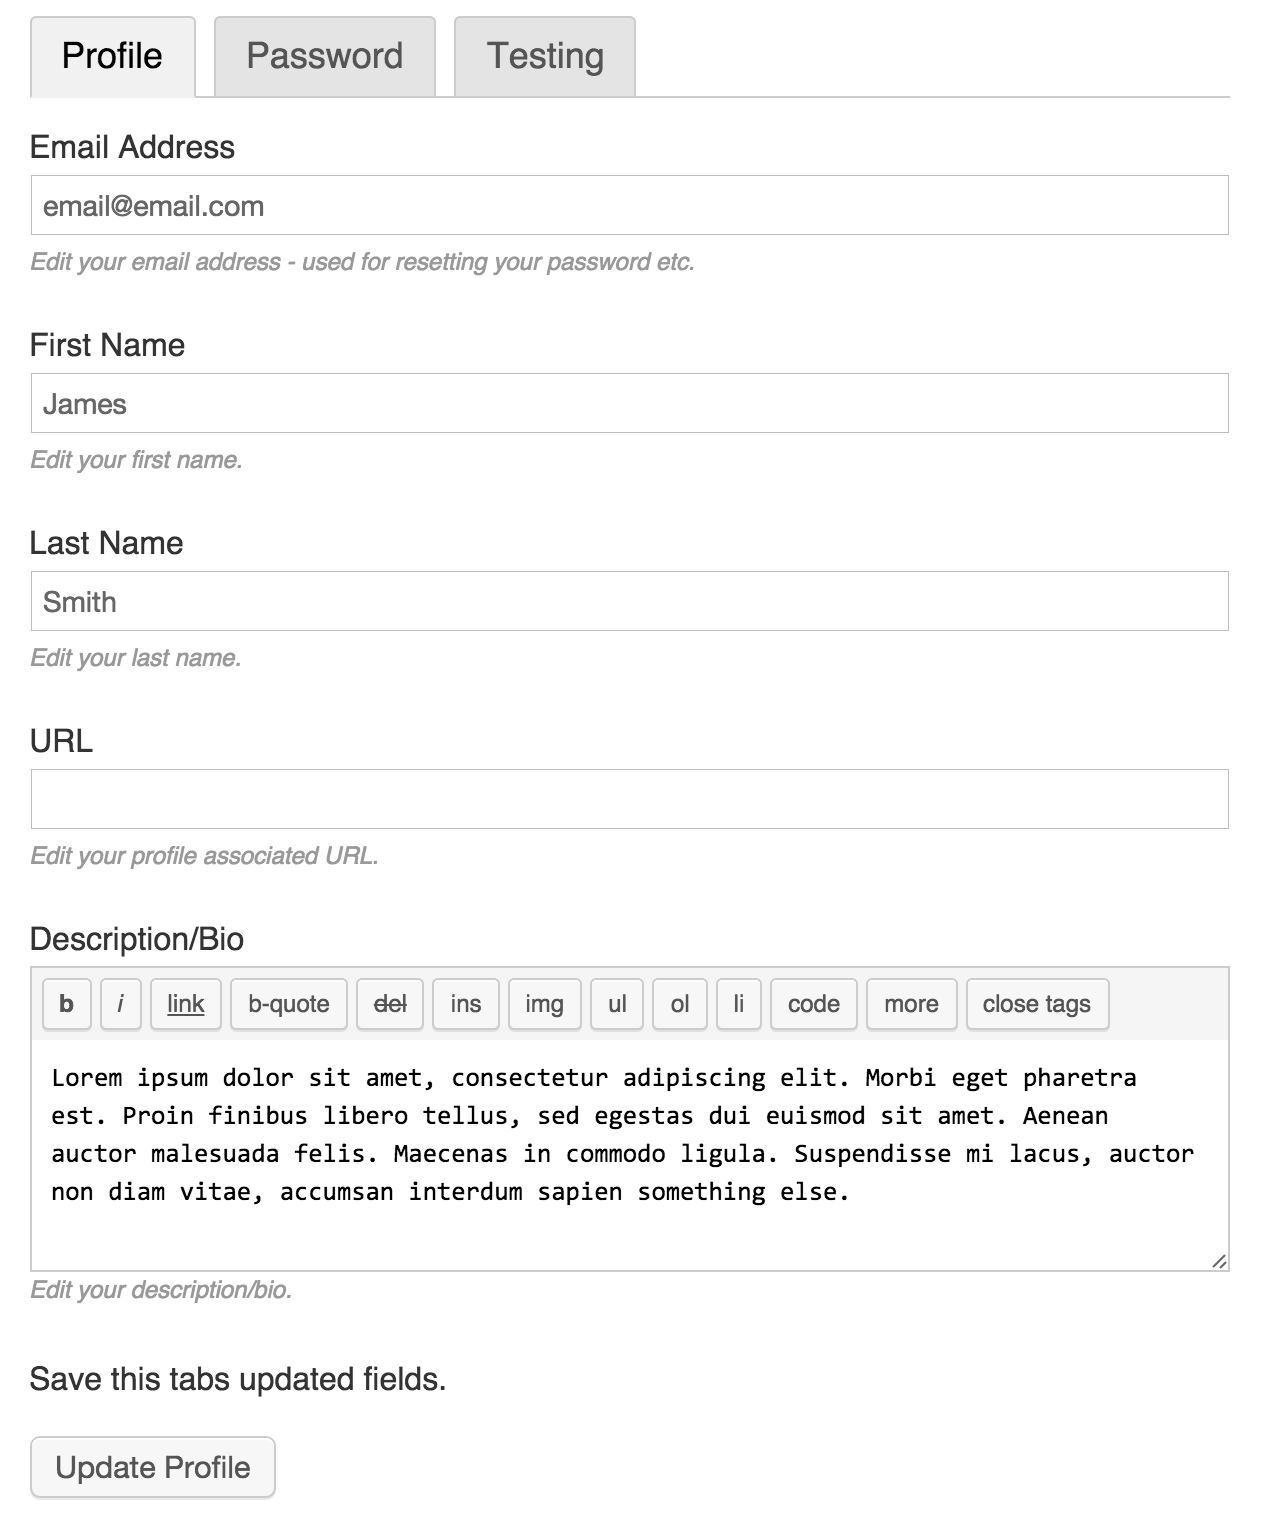 Profile Password Testing
Email Address
email@email.com
Edit your email address - used for resetting your password etc.
First Name
James
Edit your first name.
Last Name
Smith
Edit your last name.
URL
Edit your profile associated URL.
Description/Bio
b i link b-quote del ins img ul ol li code more close tags
Lorem ipsum dolor sit amet, consectetur adipiscing elit. Morbi eget pharetra
est. Proin finibus libero tellus, sed egestas dui euismod sit amet. Aenean
auctor malesuada felis. Maecenas in commodo ligula. Suspendisse mi lacus, auctor
non diam vitae, accumsan interdum sapien something else.
Edit your description/bio.
Save this tabs updated fields.
Update Profile